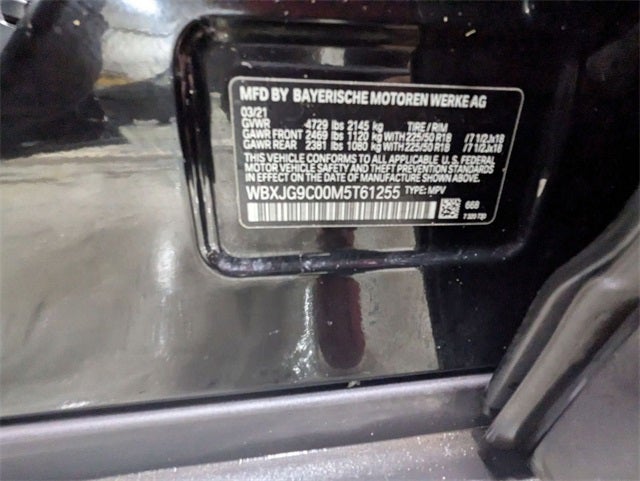 MFD BY BAYERISCHE MOTOREN WERKE AG
03/21
GVWR 4729 lbs 2145 kg TIRE / RIM
GAWR FRONT 2469 lbs 1120 kg WITH 225/50 R18 / 7 1/2Jx18
GAWR REAR 2381 lbs 1080 kg WITH 225/50 R18 / 7 1/2Jx18
THIS VEHICLE CONFORMS TO ALL APPLICABLE U. S. FEDERAL
MOTOR VEHICLE SAFETY AND THEFT PREVENTION STANDARDS
IN EFFECT ON THE DATE OF MANUFACTURE SHOWN ABOVE.
WBXJG9C00M5T61255 TYPE: MPV
668